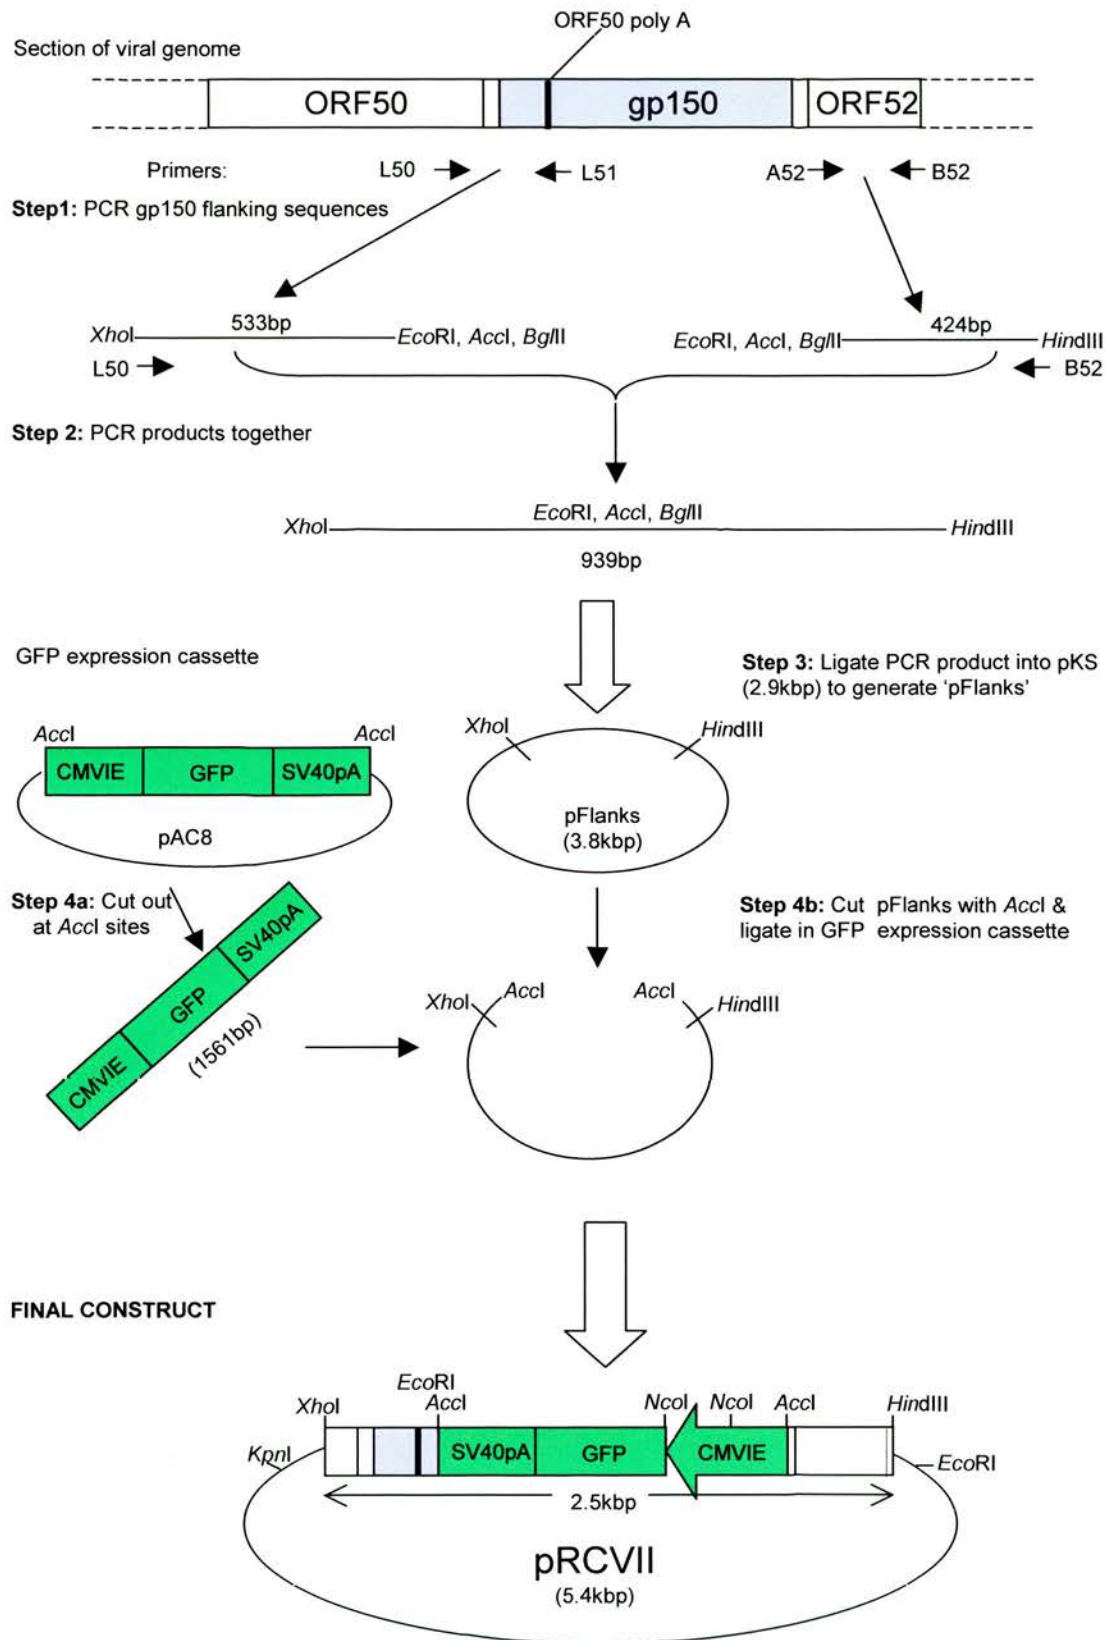 ORF50 poly A
Section of viral genome
ORF50 gp150 ORF52
Primers: L50 L51 A52 B52
Step1: PCR gp150 flanking sequences
533bp 424bp
XhoI EcoRI, AccI, BglII EcoRI, AccI, BglII HindIII
L50 B52
Step 2: PCR products together
EcoRI, AccI, BglII
XhoI HindIII
939bp
GFP expression cassette
Step 3: Ligate PCR product into pKS
(2.9kbp) to generate 'pFlanks'
AccI AccI
CMVIE GFP SV40pA
pAC8
XhoI HindIII
pFlanks
(3.8kbp)
Step 4a: Cut out
at AccI sites
CMVIE GFP SV40pA
(1561bp)
Step 4b: Cut pFlanks with AccI &
ligate in GFP expression cassette
XhoI AccI AccI HindIII
FINAL CONSTRUCT
EcoRI
XhoI AccI NcoI NcoI AccI HindIII
KpnI SV40pA GFP CMVIE EcoRI
2.5kbp
pRCVII
(5.4kbp)